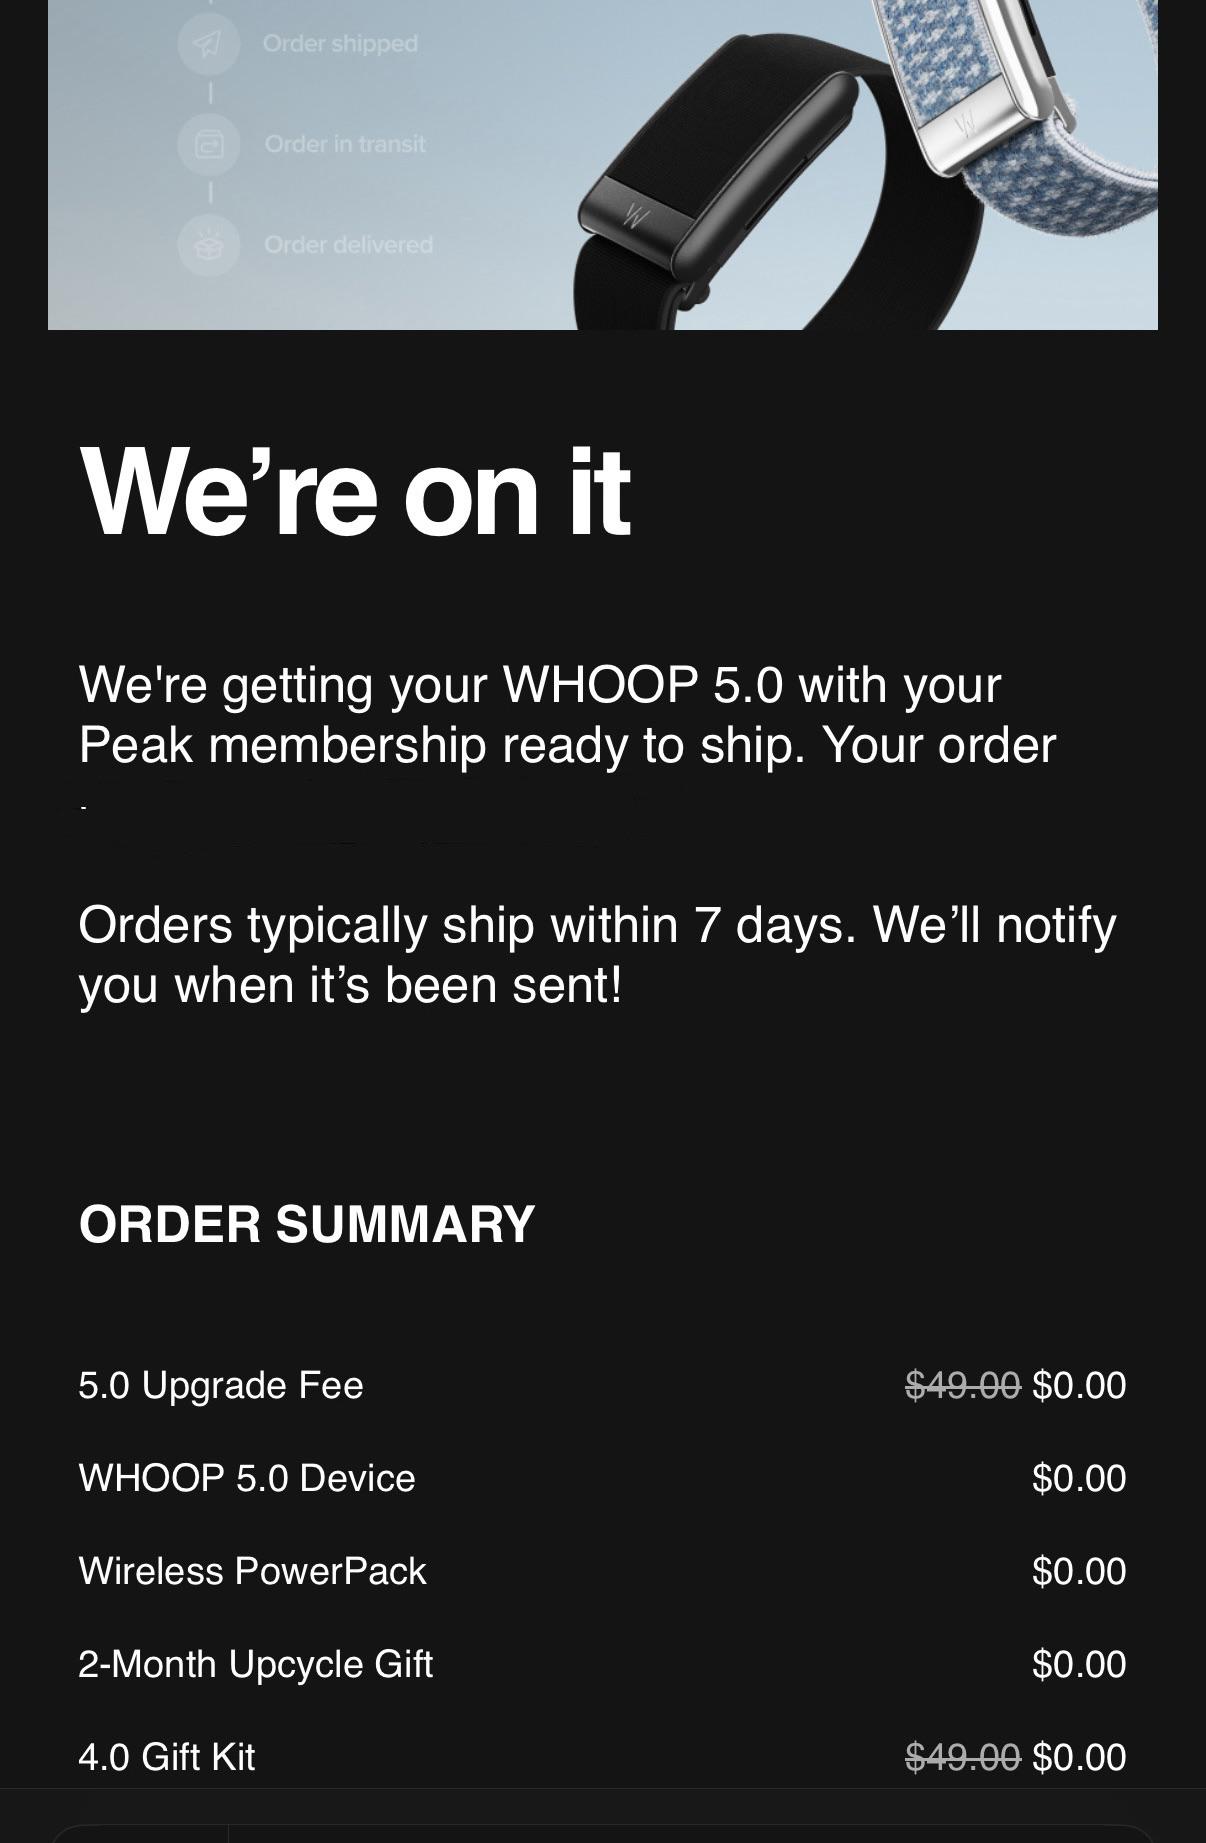 Order shipped
Order in transit
Order delivered
We’re on it
We're getting your WHOOP 5.0 with your
Peak membership ready to ship. Your order
Orders typically ship within 7 days. We’ll notify
you when it’s been sent!
ORDER SUMMARY
5.0 Upgrade Fee $49.00 $0.00
WHOOP 5.0 Device $0.00
Wireless PowerPack $0.00
2-Month Upcycle Gift $0.00
4.0 Gift Kit $49.00 $0.00